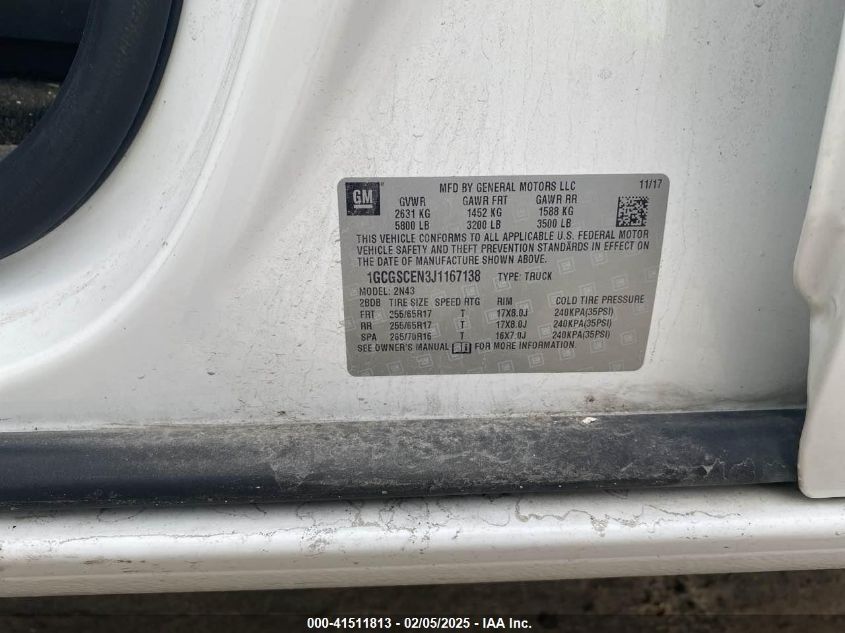 GM
MFD BY GENERAL MOTORS LLC 11/17
GVWR GAWR FRT GAWR RR
2631 KG 1452 KG 1588 KG
5800 LB 3200 LB 3500 LB
THIS VEHICLE CONFORMS TO ALL APPLICABLE U.S. FEDERAL MOTOR
VEHICLE SAFETY AND THEFT PREVENTION STANDARDS IN EFFECT ON
THE DATE OF MANUFACTURE SHOWN ABOVE.
1GCGSCEN3J1167138 TYPE: TRUCK
MODEL: 2N43
2BDB TIRE SIZE SPEED RTG RIM COLD TIRE PRESSURE
FRT 255/65R17 T 17X8.0J 240KPA(35PSI)
RR 255/65R17 T 17X8.0J 240KPA(35PSI)
SPA 265/70R16 T 16X7.0J 240KPA(35PSI)
SEE OWNER'S MANUAL FOR MORE INFORMATION.
000-41511813 - 02/05/2025 - IAA Inc.